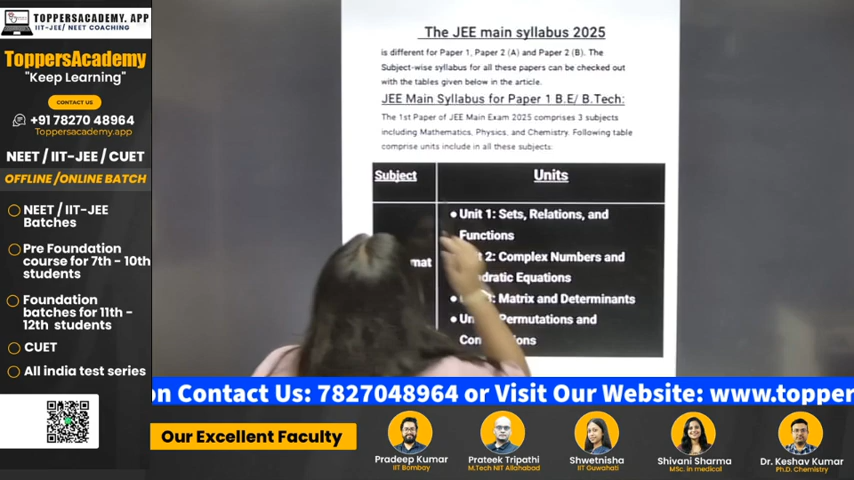 TOPPERSACADEMY. APP
IIT-JEE/ NEET COACHING
ToppersAcademy
"Keep Learning"
CONTACT US
+91 78270 48964
Toppersacademy.app
NEET / IIT-JEE / CUET
OFFLINE /ONLINE BATCH
NEET / IIT-JEE
Batches
Pre Foundation
course for 7th - 10th
students
Foundation
batches for 11th -
12th students
CUET
All india test series
The JEE main syllabus 2025
is different for Paper 1, Paper 2 (A) and Paper 2 (B). The
Subject-wise syllabus for all these papers can be checked out
with the tables given below in the article.
JEE Main Syllabus for Paper 1 B.E/ B.Tech:
The 1st Paper of JEE Main Exam 2025 comprises 3 subjects
including Mathematics, Physics, and Chemistry. Following table
comprise units include in all these subjects:
Subject
Units
Unit 1: Sets, Relations, and
Functions
2: Complex Numbers and
Equations
Matrix and Determinants
Permutations and
on Contact Us: 7827048964 or Visit Our Website: www.topper
Our Excellent Faculty
Pradeep Kumar
IIT Bombay
Prateek Tripathi
M.Tech NIT Allahabad
Shwetnisha
IIT Guwahati
Shivani Sharma
MSc. in medical
Dr. Keshav Kumar
Ph.D. Chemistry